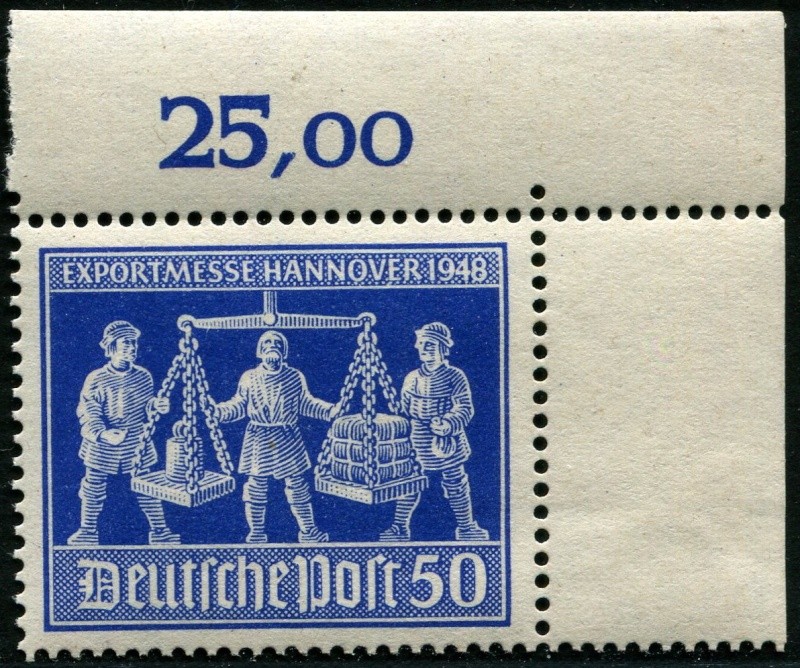 25,00
EXPORTMESSE HANNOVER 1948
Deutſche Poſt 50